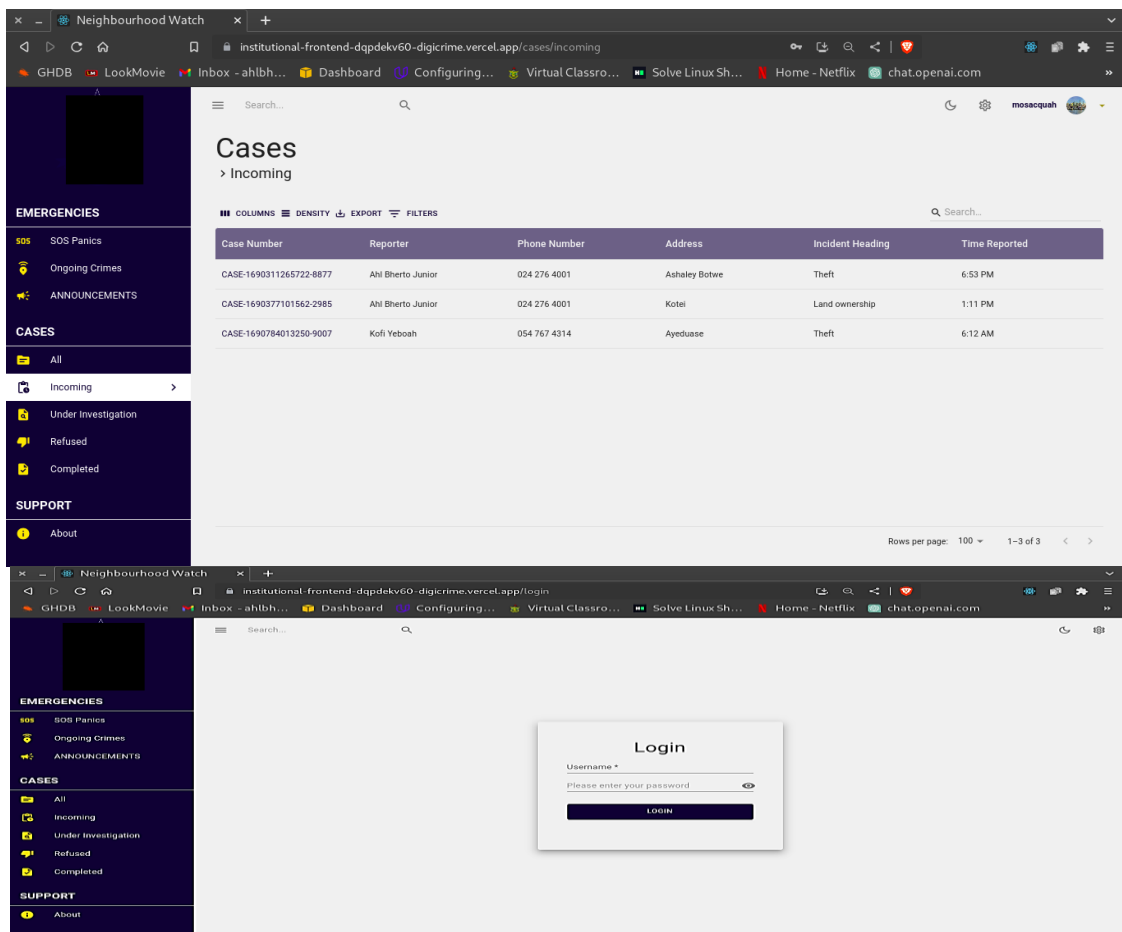 Neighbourhood Watch
institutional-frontend-dqpdekv60-digicrime.vercel.app/cases/incoming
GHDB LookMovie Inbox - ahlbh... Dashboard Configuring... Virtual Classro... Solve Linux Sh... Home - Netflix chat.openai.com »
Search... mosacquah
Cases
> Incoming
EMERGENCIES
COLUMNS DENSITY EXPORT FILTERS Search...
SOS SOS Panics
Ongoing Crimes
ANNOUNCEMENTS
CASES
All
Incoming
Under Investigation
Refused
Completed
SUPPORT
About
Case Number Reporter Phone Number Address Incident Heading Time Reported
CASE-1690311265722-8877 Ahl Bherto Junior 024 276 4001 Ashaley Botwe Theft 6:53 PM
CASE-1690377101562-2985 Ahl Bherto Junior 024 276 4001 Kotei Land ownership 1:11 PM
CASE-1690784013250-9007 Kofi Yeboah 054 767 4314 Ayeduase Theft 6:12 AM
Rows per page: 100 1–3 of 3
Neighbourhood Watch
institutional-frontend-dqpdekv60-digicrime.vercel.app/login
GHDB LookMovie Inbox - ahlbh... Dashboard Configuring... Virtual Classro... Solve Linux Sh... Home - Netflix chat.openai.com »
Search...
EMERGENCIES
SOS SOS Panics
Ongoing Crimes
ANNOUNCEMENTS
CASES
All
Incoming
Under Investigation
Refused
Completed
SUPPORT
About
Login
Username *
Please enter your password
LOGIN